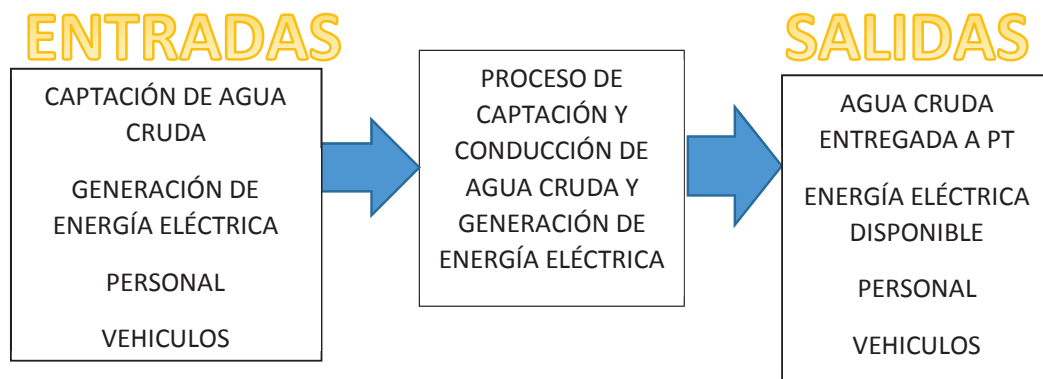 ENTRADAS
CAPTACIÓN DE AGUA
CRUDA
GENERACIÓN DE
ENERGÍA ELÉCTRICA
PERSONAL
VEHICULOS
PROCESO DE
CAPTACIÓN Y
CONDUCCIÓN DE
AGUA CRUDA Y
GENERACIÓN DE
ENERGÍA ELÉCTRICA
SALIDAS
AGUA CRUDA
ENTREGADA A PT
ENERGÍA ELÉCTRICA
DISPONIBLE
PERSONAL
VEHICULOS